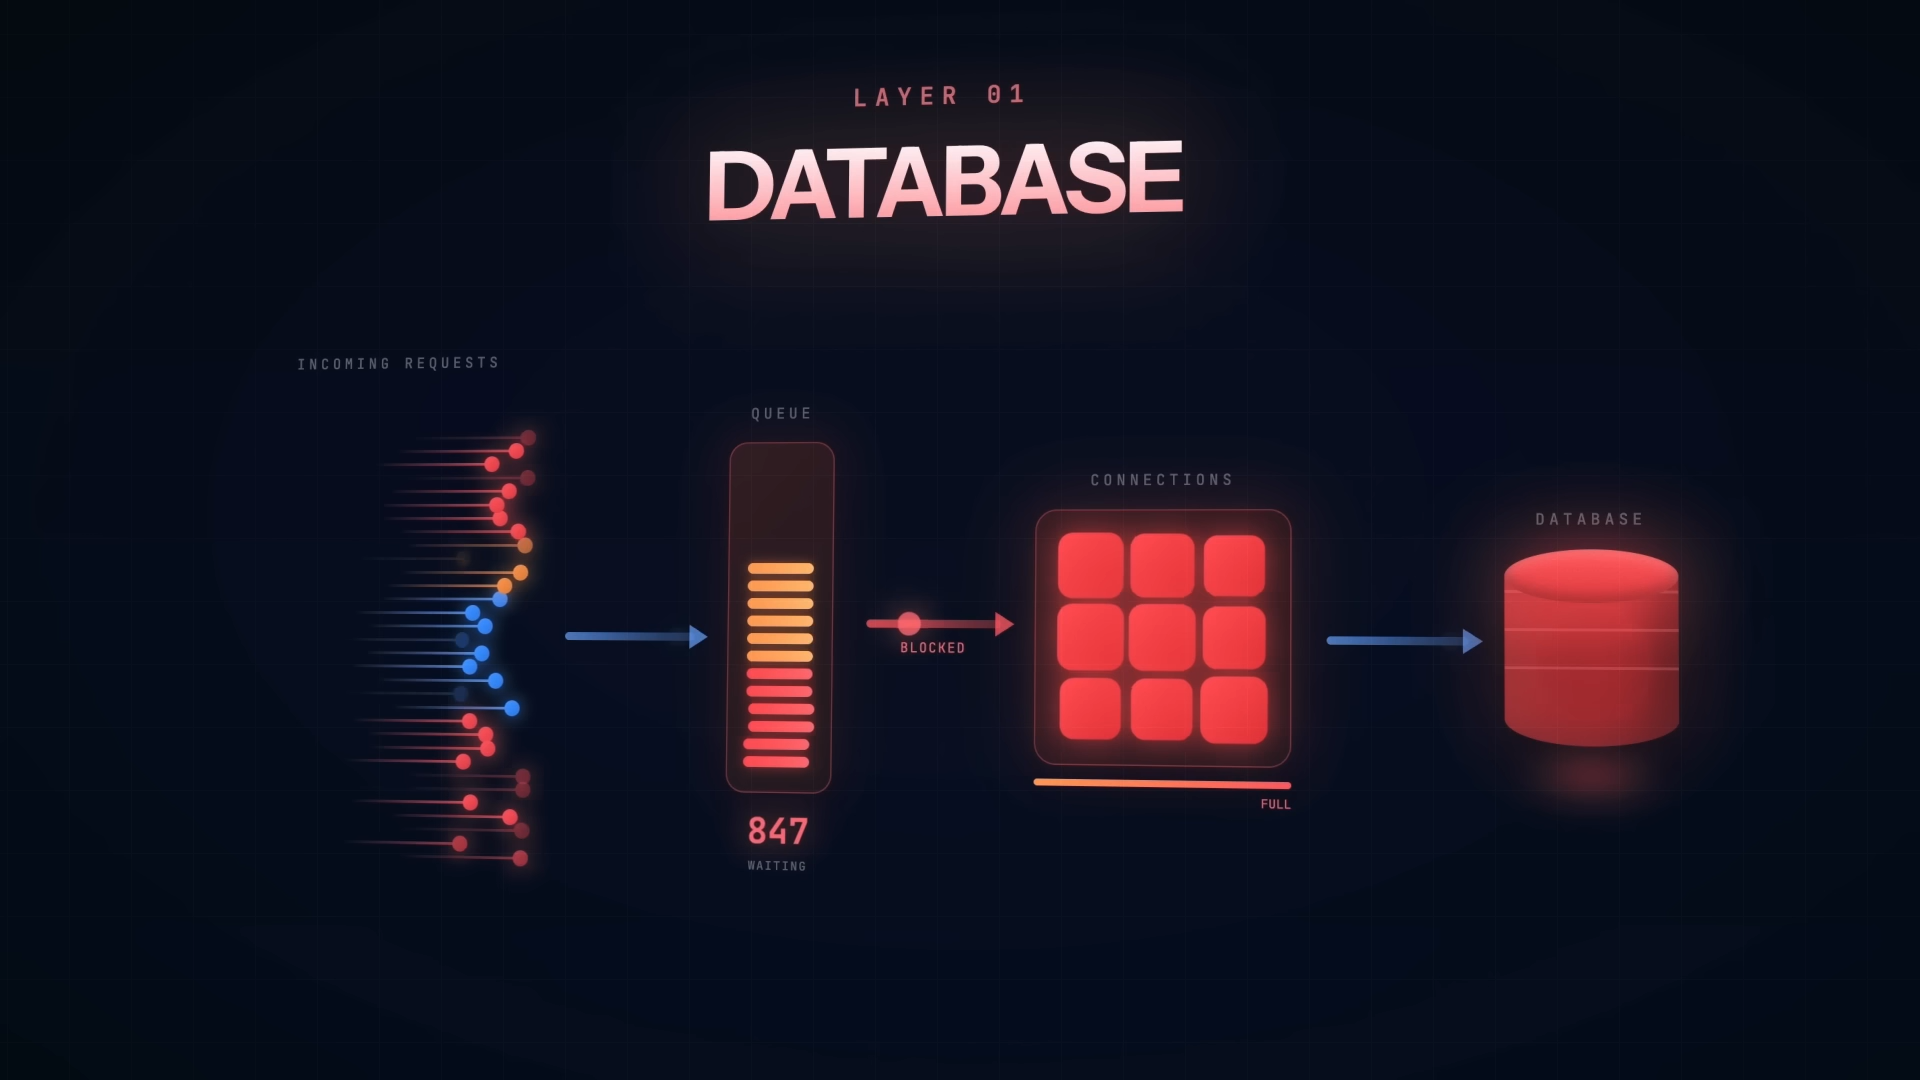 LAYER 01
DATABASE
INCOMING REQUESTS
QUEUE
847
WAITING
BLOCKED
CONNECTIONS
FULL
DATABASE